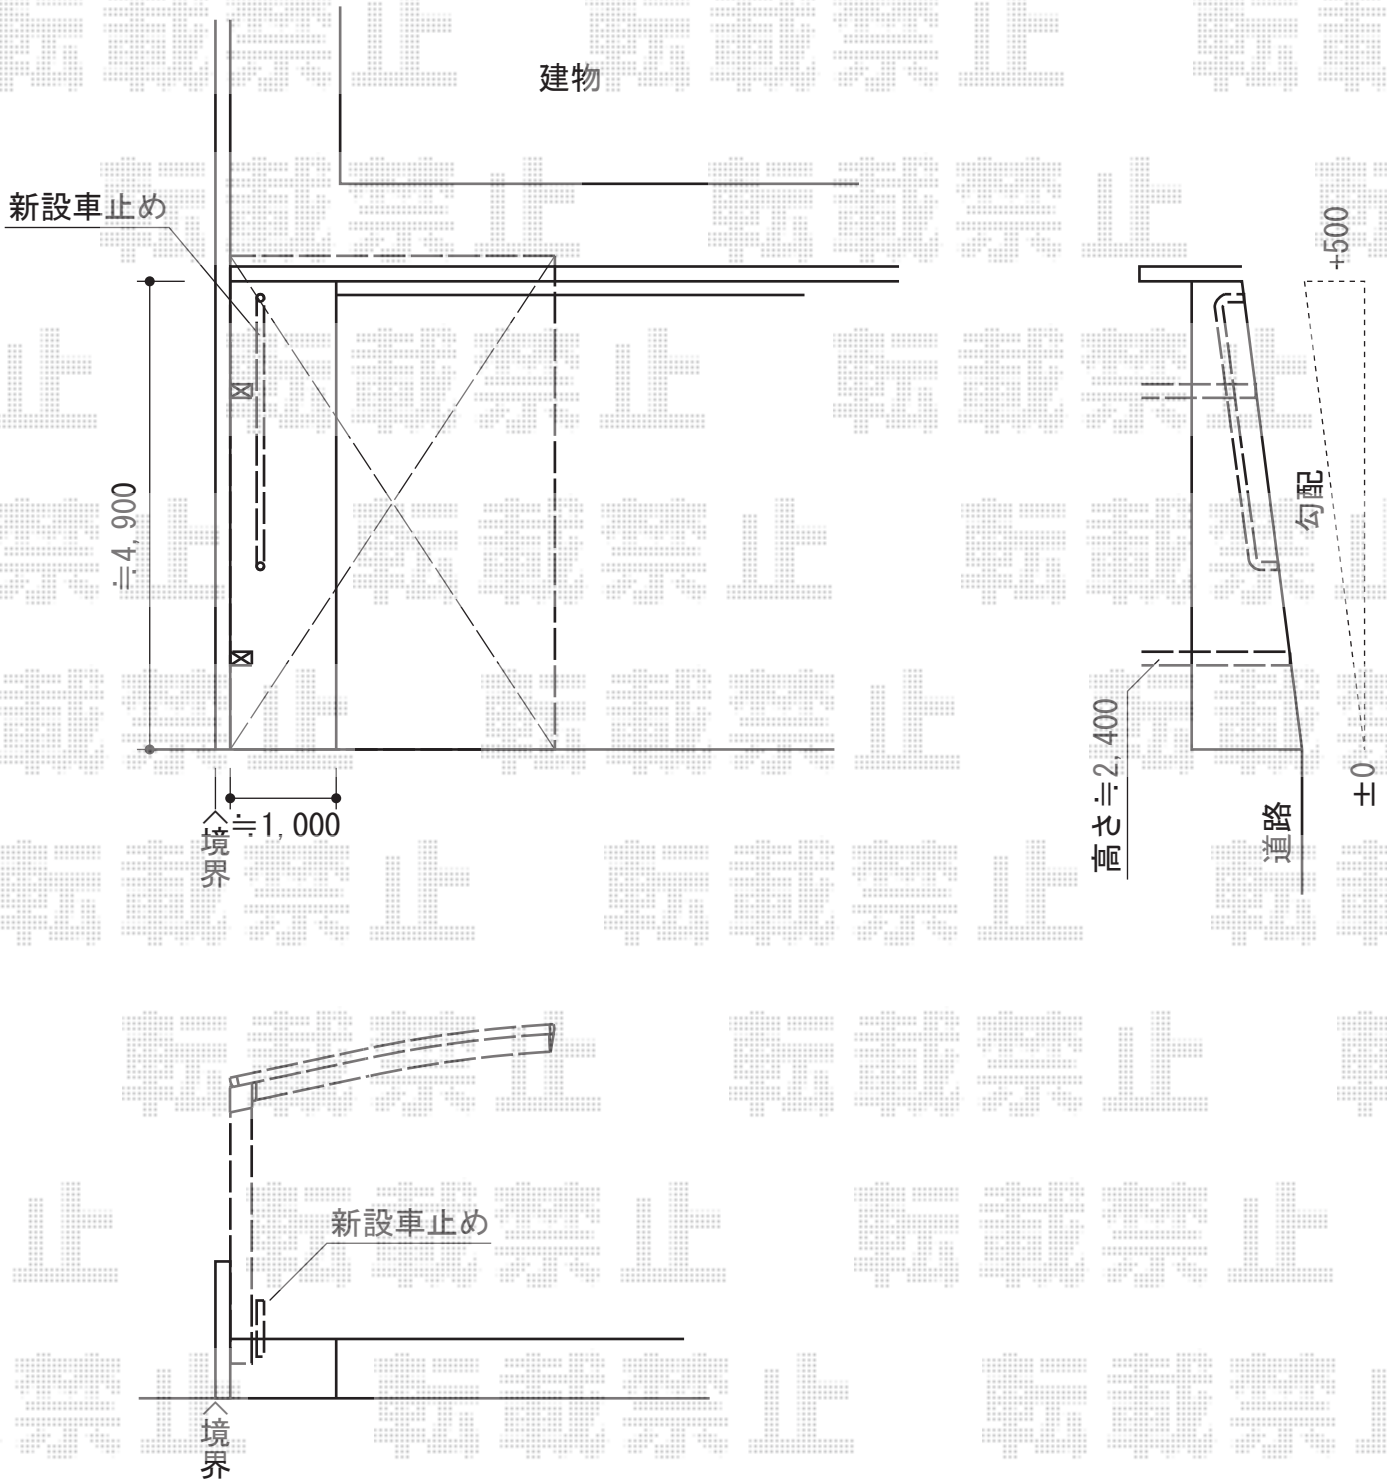 建物
新設車止め
+500
≒4,900
勾配
高さ≒2,400
±0
道路
≒1,000
境界
新設車止め
境界
転載禁止